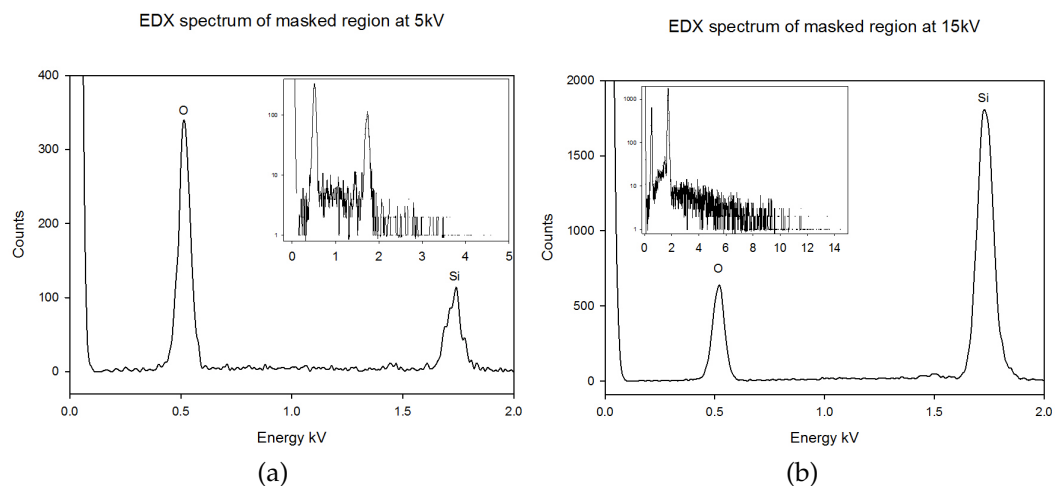 EDX spectrum of masked region at 5kV
400
300
200
100
0
Counts
0.0 0.5 1.0 1.5 2.0
Energy kV
O
Si
100
10
1
0 1 2 3 4 5
(a)
EDX spectrum of masked region at 15kV
2000
1500
1000
500
0
Counts
0.0 0.5 1.0 1.5 2.0
Energy kV
O
Si
1000
100
10
1
0 2 4 6 8 10 12 14
(b)